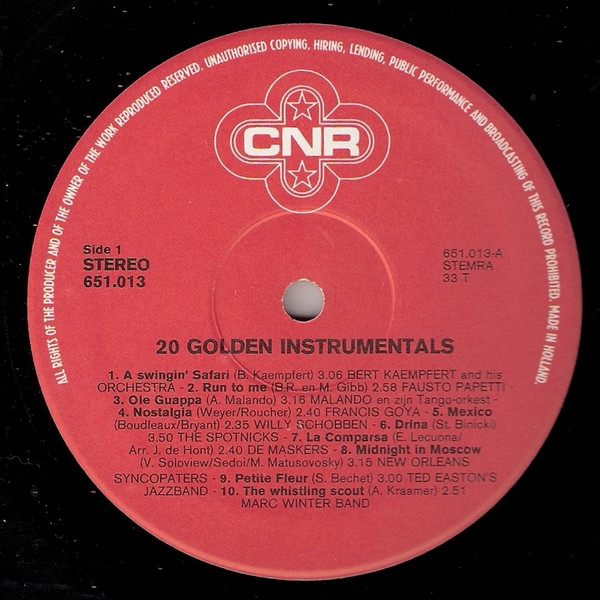 ALL RIGHTS OF THE PRODUCER AND OF THE OWNER OF THE WORK REPRODUCED RESERVED. UNAUTHORISED COPYING, HIRING, LENDING, PUBLIC PERFORMANCE AND BROADCASTING OF THIS RECORD PROHIBITED. MADE IN HOLLAND.
CNR
Side 1
STEREO
651.013
651.013-A
STEMRA
33 T
20 GOLDEN INSTRUMENTALS
1. A swingin' Safari (B. Kaempfert) 3.06 BERT KAEMPFERT and his
ORCHESTRA - 2. Run to me (B.R. en M. Gibb) 2.58 FAUSTO PAPETTI -
3. Ole Guappa (A. Malando) 3.16 MALANDO en zijn Tango-orkest -
4. Nostalgia (Weyer/Roucher) 2.40 FRANCIS GOYA - 5. Mexico
(Boudleaux/Bryant) 2.35 WILLY SCHOBBEN - 6. Drina (St. Binicki)
3.50 THE SPOTNICKS - 7. La Comparsa (E. Lecuona/
Arr. J. de Hont) 2.40 DE MASKERS - 8. Midnight in Moscow
(V. Soloview/Sedoi/M. Matusovosky) 3.15 NEW ORLEANS
SYNCOPATERS - 9. Petite Fleur (S. Bechet) 3.00 TED EASTON'S
JAZZBAND - 10. The whistling scout (A. Kraamer) 2.51
MARC WINTER BAND